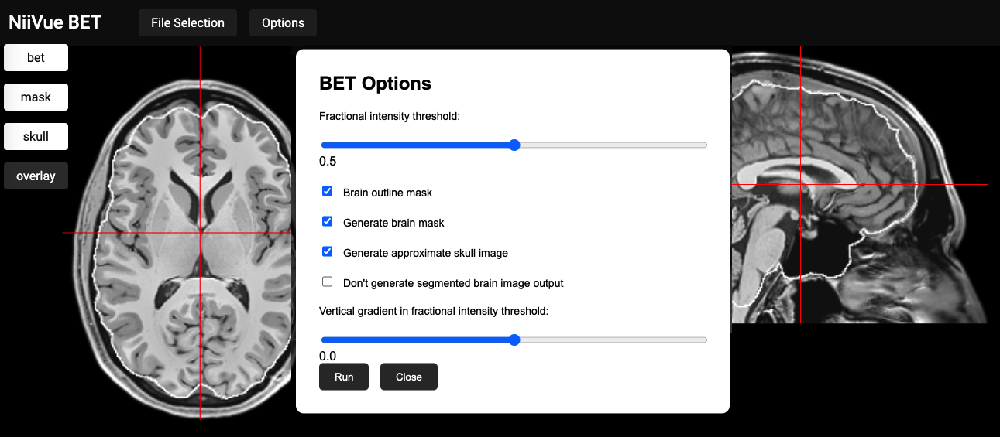 NiiVue BET
File Selection
Options
bet
mask
skull
overlay
BET Options
Fractional intensity threshold:
0.5
Brain outline mask
Generate brain mask
Generate approximate skull image
Don't generate segmented brain image output
Vertical gradient in fractional intensity threshold:
0.0
Run
Close